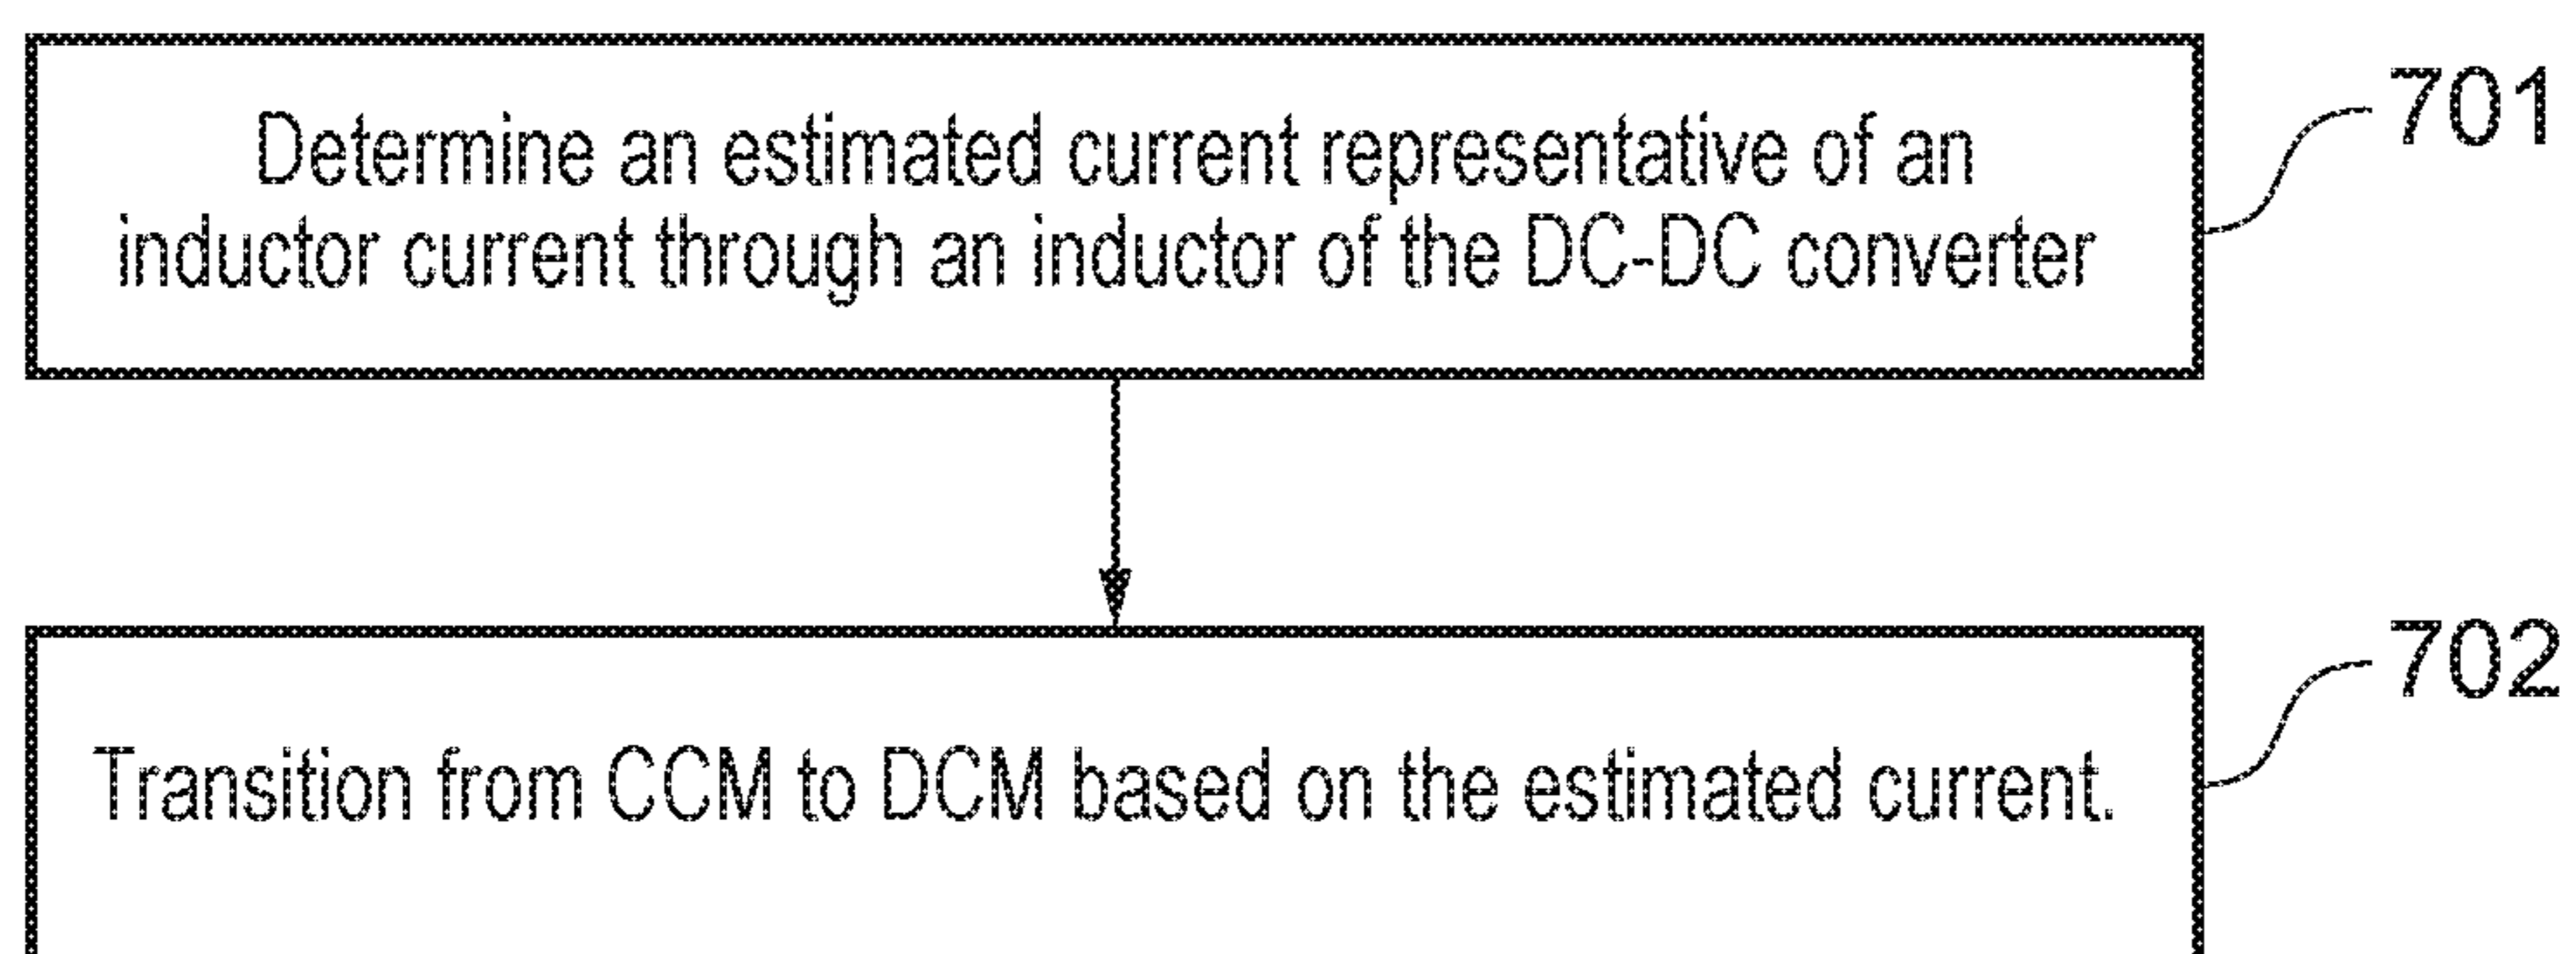 Determine an estimated current representative of an
inductor current through an inductor of the DC-DC converter
701
Transition from CCM to DCM based on the estimated current.
702